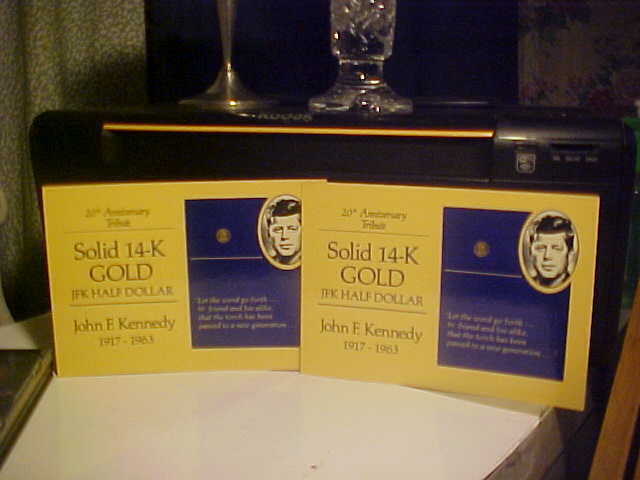 KODAK
20th Anniversary
Tribute
Solid 14-K
GOLD
JFK HALF DOLLAR
John F. Kennedy
1917 - 1963
"Let the word go forth ...
to friend and foe alike,
that the torch has been
passed to a new generation ...
20th Anniversary
Tribute
Solid 14-K
GOLD
JFK HALF DOLLAR
John F. Kennedy
1917 - 1963
"Let the word go forth ...
to friend and foe alike,
that the torch has been
passed to a new generation ...